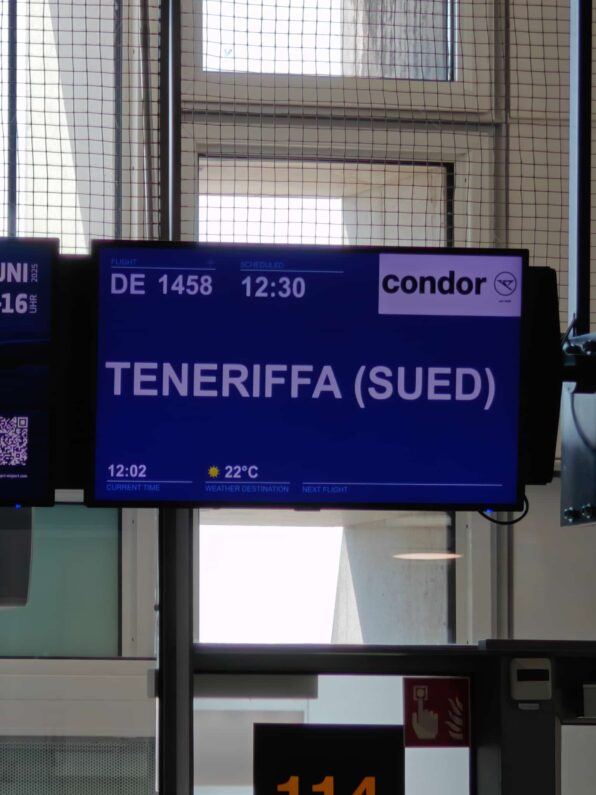 UNI 2025
-16 UHR
FLIGHT SCHEDULED
DE 1458 12:30
condor
TENERIFFA (SUED)
12:02 22°C
CURRENT TIME WEATHER DESTINATION NEXT FLIGHT
114